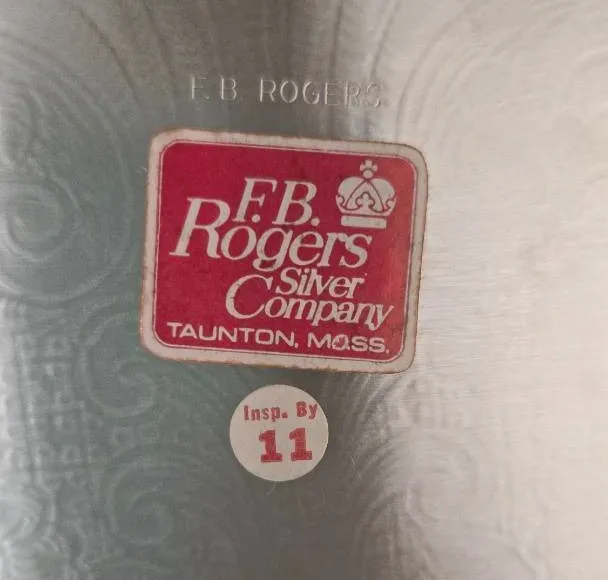 F. B. ROGERS
F.B.
Rogers
Silver
Company
TAUNTON, MASS.
Insp. By
11